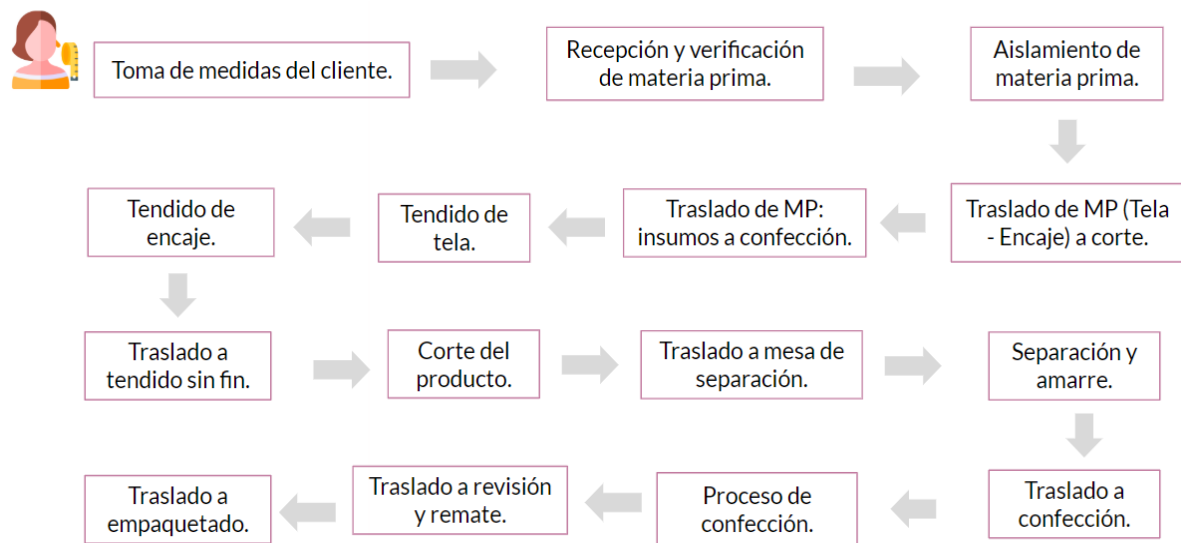 Toma de medidas del cliente.
Recepción y verificación
de materia prima.
Aislamiento de
materia prima.
Traslado de MP (Tela
- Encaje) a corte.
Traslado de MP:
insumos a confección.
Tendido de
tela.
Tendido de
encaje.
Traslado a
tendido sin fin.
Corte del
producto.
Traslado a mesa de
separación.
Separación y
amarre.
Traslado a
confección.
Proceso de
confección.
Traslado a revisión
y remate.
Traslado a
empaquetado.